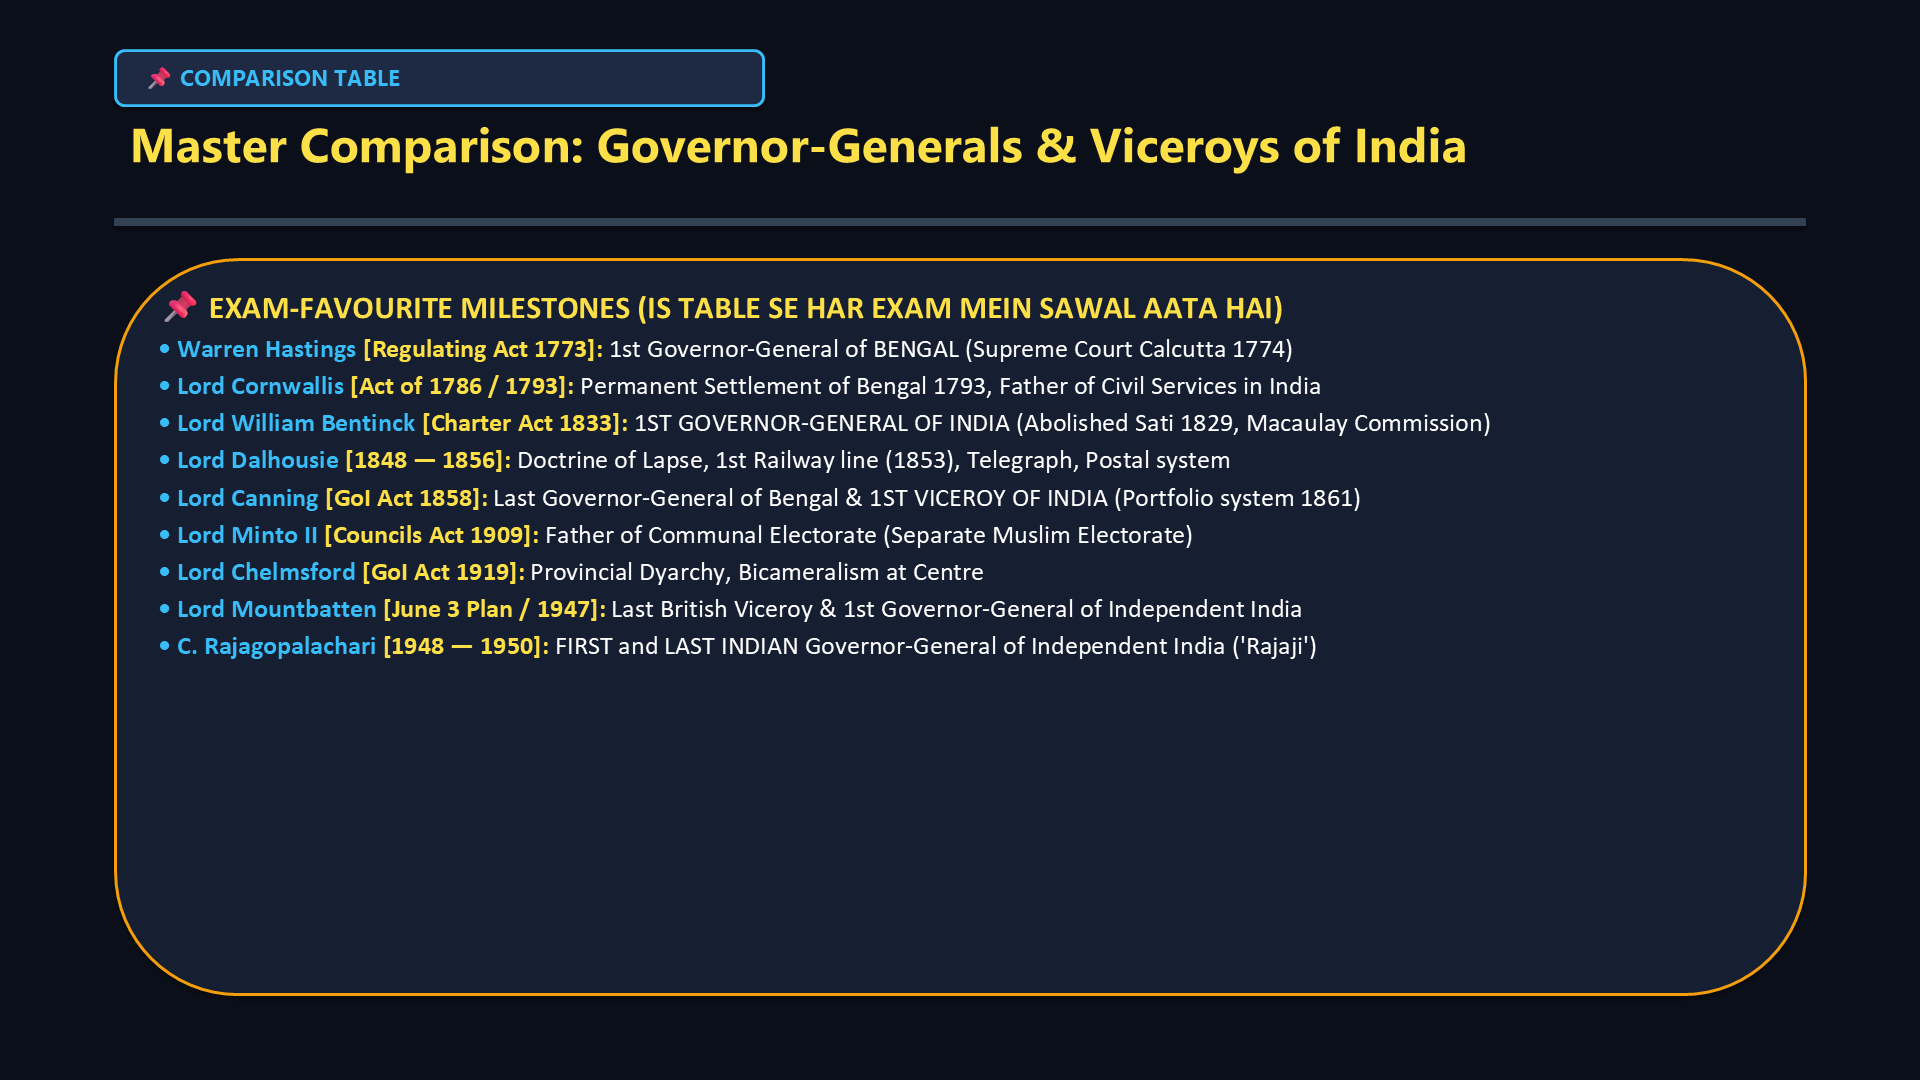 📌 COMPARISON TABLE
Master Comparison: Governor-Generals & Viceroys of India
📌 EXAM-FAVOURITE MILESTONES (IS TABLE SE HAR EXAM MEIN SAWAL AATA HAI)
• Warren Hastings [Regulating Act 1773]: 1st Governor-General of BENGAL (Supreme Court Calcutta 1774)
• Lord Cornwallis [Act of 1786 / 1793]: Permanent Settlement of Bengal 1793, Father of Civil Services in India
• Lord William Bentinck [Charter Act 1833]: 1ST GOVERNOR-GENERAL OF INDIA (Abolished Sati 1829, Macaulay Commission)
• Lord Dalhousie [1848 — 1856]: Doctrine of Lapse, 1st Railway line (1853), Telegraph, Postal system
• Lord Canning [GoI Act 1858]: Last Governor-General of Bengal & 1ST VICEROY OF INDIA (Portfolio system 1861)
• Lord Minto II [Councils Act 1909]: Father of Communal Electorate (Separate Muslim Electorate)
• Lord Chelmsford [GoI Act 1919]: Provincial Dyarchy, Bicameralism at Centre
• Lord Mountbatten [June 3 Plan / 1947]: Last British Viceroy & 1st Governor-General of Independent India
• C. Rajagopalachari [1948 — 1950]: FIRST and LAST INDIAN Governor-General of Independent India ('Rajaji')